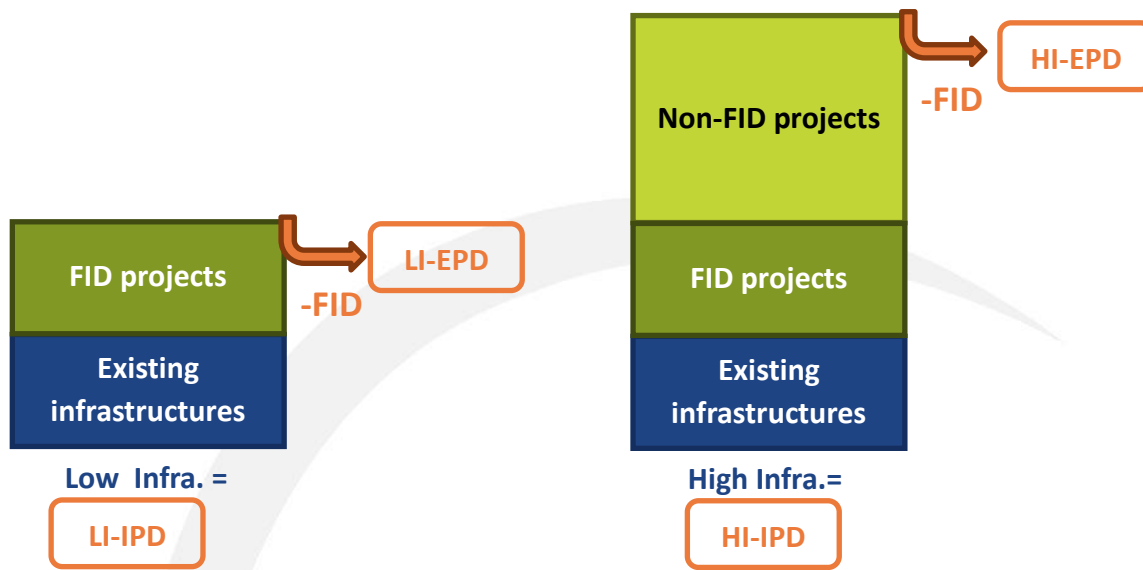 FID projects
Existing
infrastructures
Low Infra. =
LI-IPD
-FID
LI-EPD
Non-FID projects
FID projects
Existing
infrastructures
High Infra.=
HI-IPD
-FID
HI-EPD